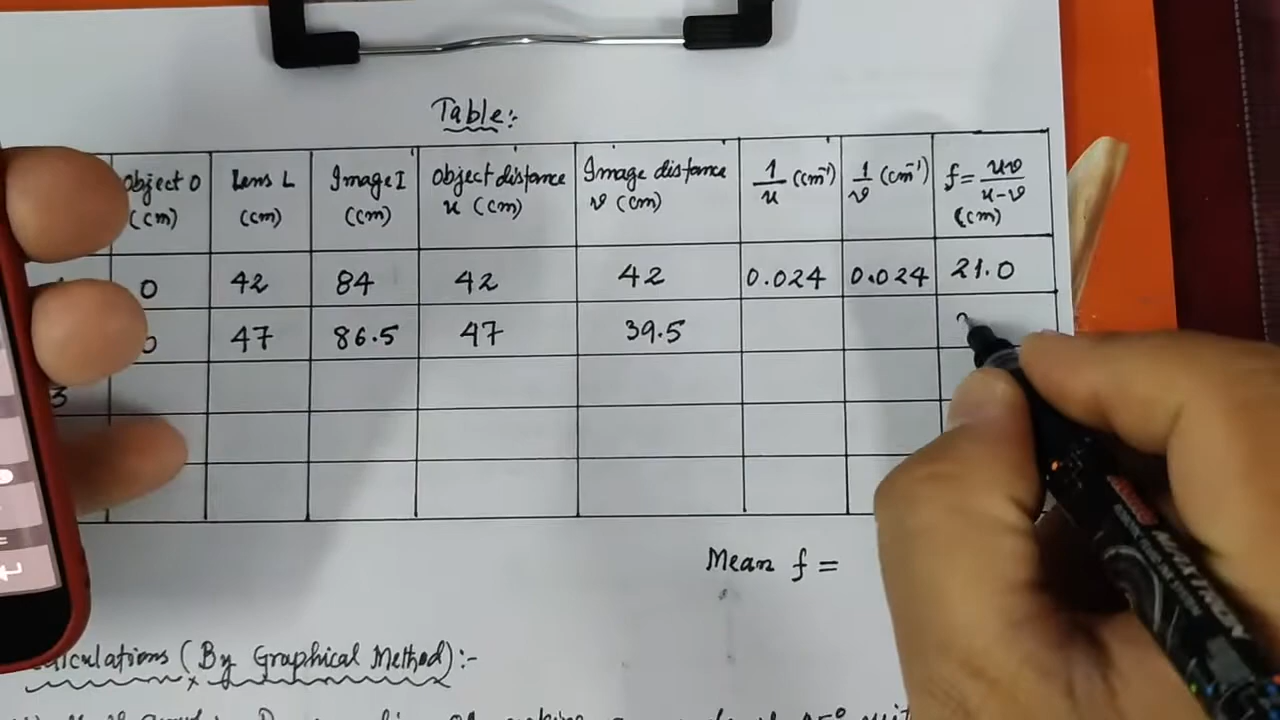 Table:-
Object O (cm) Lens L (cm) Image I (cm) Object distance u (cm) Image distance v (cm) 1/u (cm⁻¹) 1/v (cm⁻¹) f = uv/u-v (cm)
0 42 84 42 42 0.024 0.024 21.0
47 86.5 47 39.5
3
Mean f =
Calculations (By Graphical Method):-